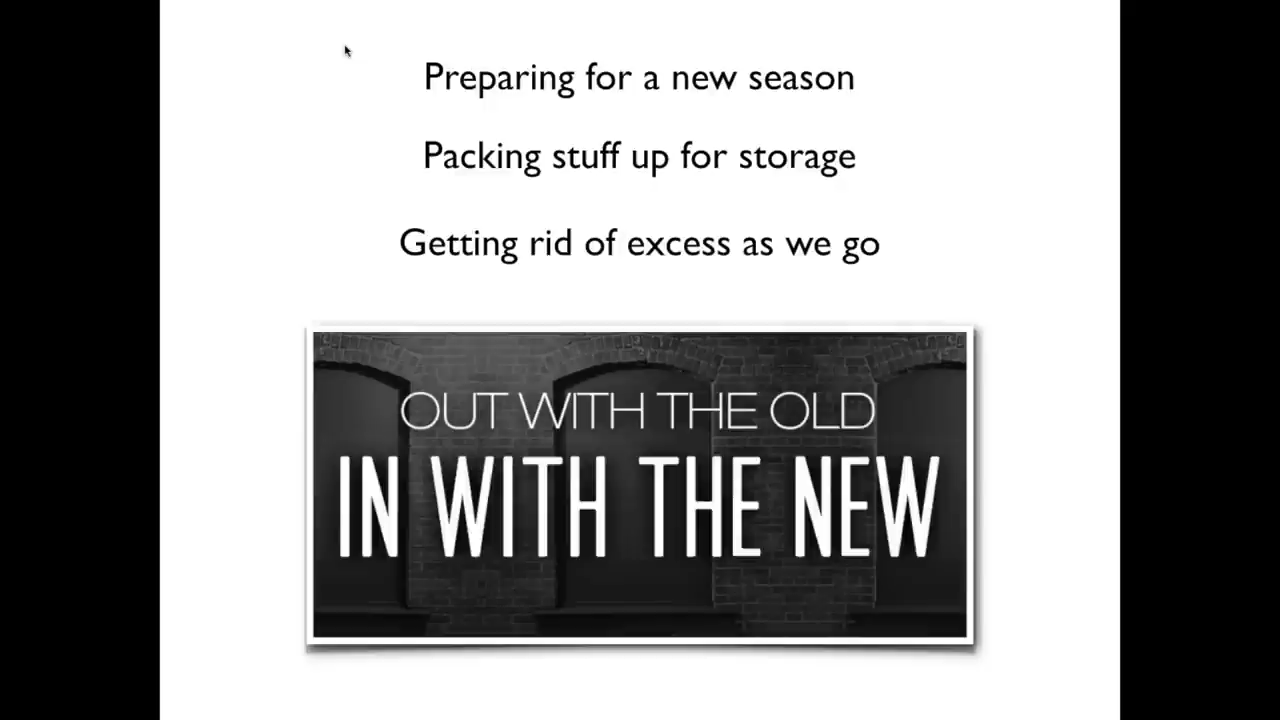 Preparing for a new season
Packing stuff up for storage
Getting rid of excess as we go
OUT WITH THE OLD
IN WITH THE NEW